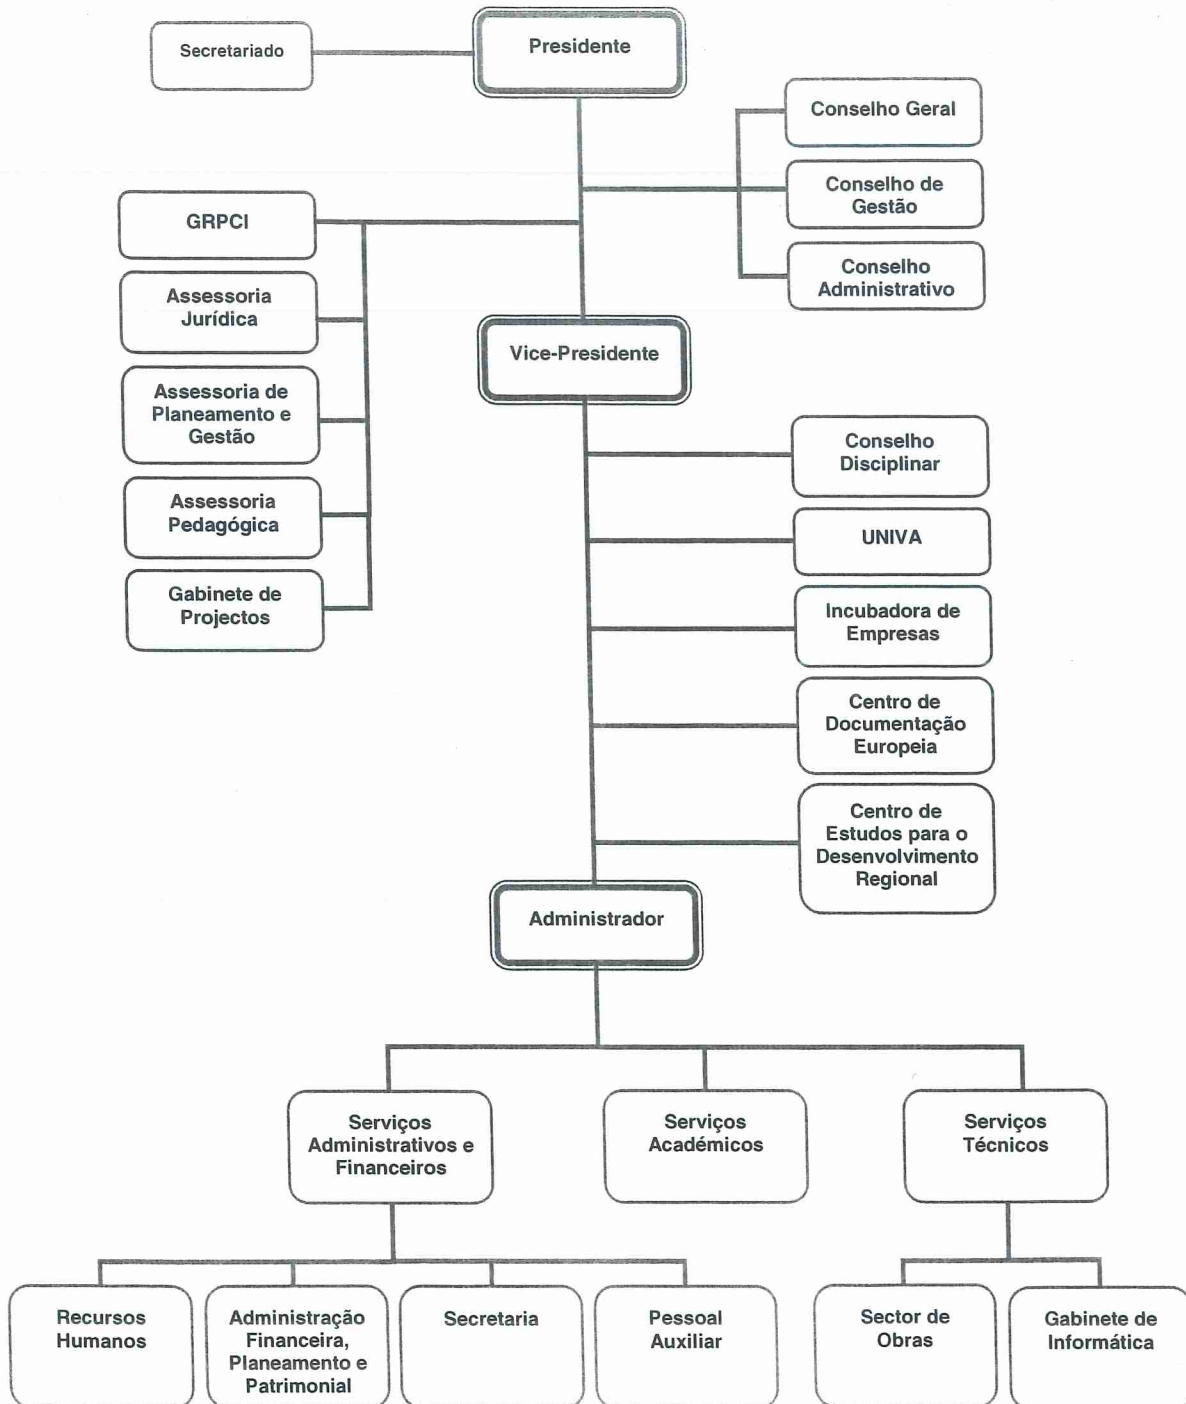 Secretariado
Presidente
Conselho Geral
Conselho de
Gestão
Conselho
Administrativo
GRPCI
Assessoria
Jurídica
Assessoria de
Planeamento e
Gestão
Assessoria
Pedagógica
Gabinete de
Projectos
Vice-Presidente
Conselho
Disciplinar
UNIVA
Incubadora de
Empresas
Centro de
Documentação
Europeia
Centro de
Estudos para o
Desenvolvimento
Regional
Administrador
Serviços
Administrativos e
Financeiros
Serviços
Académicos
Serviços
Técnicos
Recursos
Humanos
Administração
Financeira,
Planeamento e
Patrimonial
Secretaria
Pessoal
Auxiliar
Sector de
Obras
Gabinete de
Informática